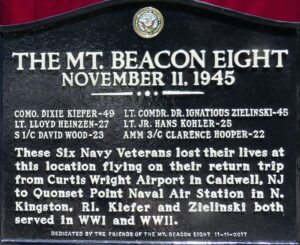 THE MT. BEACON EIGHT
NOVEMBER 11, 1945
COMO. DIXIE KIEFER-49 LT. COMDR. DR. IGNATIOUS ZIELINSKI-45
LT. LLOYD HEINZEN-27 LT. JR. HANS KOHLER-25
S 1/C DAVID WOOD-23 AMM 3/C CLARENCE HOOPER-22
These Six Navy Veterans lost their lives at
this location flying on their return trip
from Curtis Wright Airport in Caldwell, NJ
to Quonset Point Naval Air Station in N.
Kingston, RI. Kiefer and Zielinski both
served in WWI and WWII.
DEDICATED BY THE FRIENDS OF THE MT. BEACON EIGHT 11-11-2017